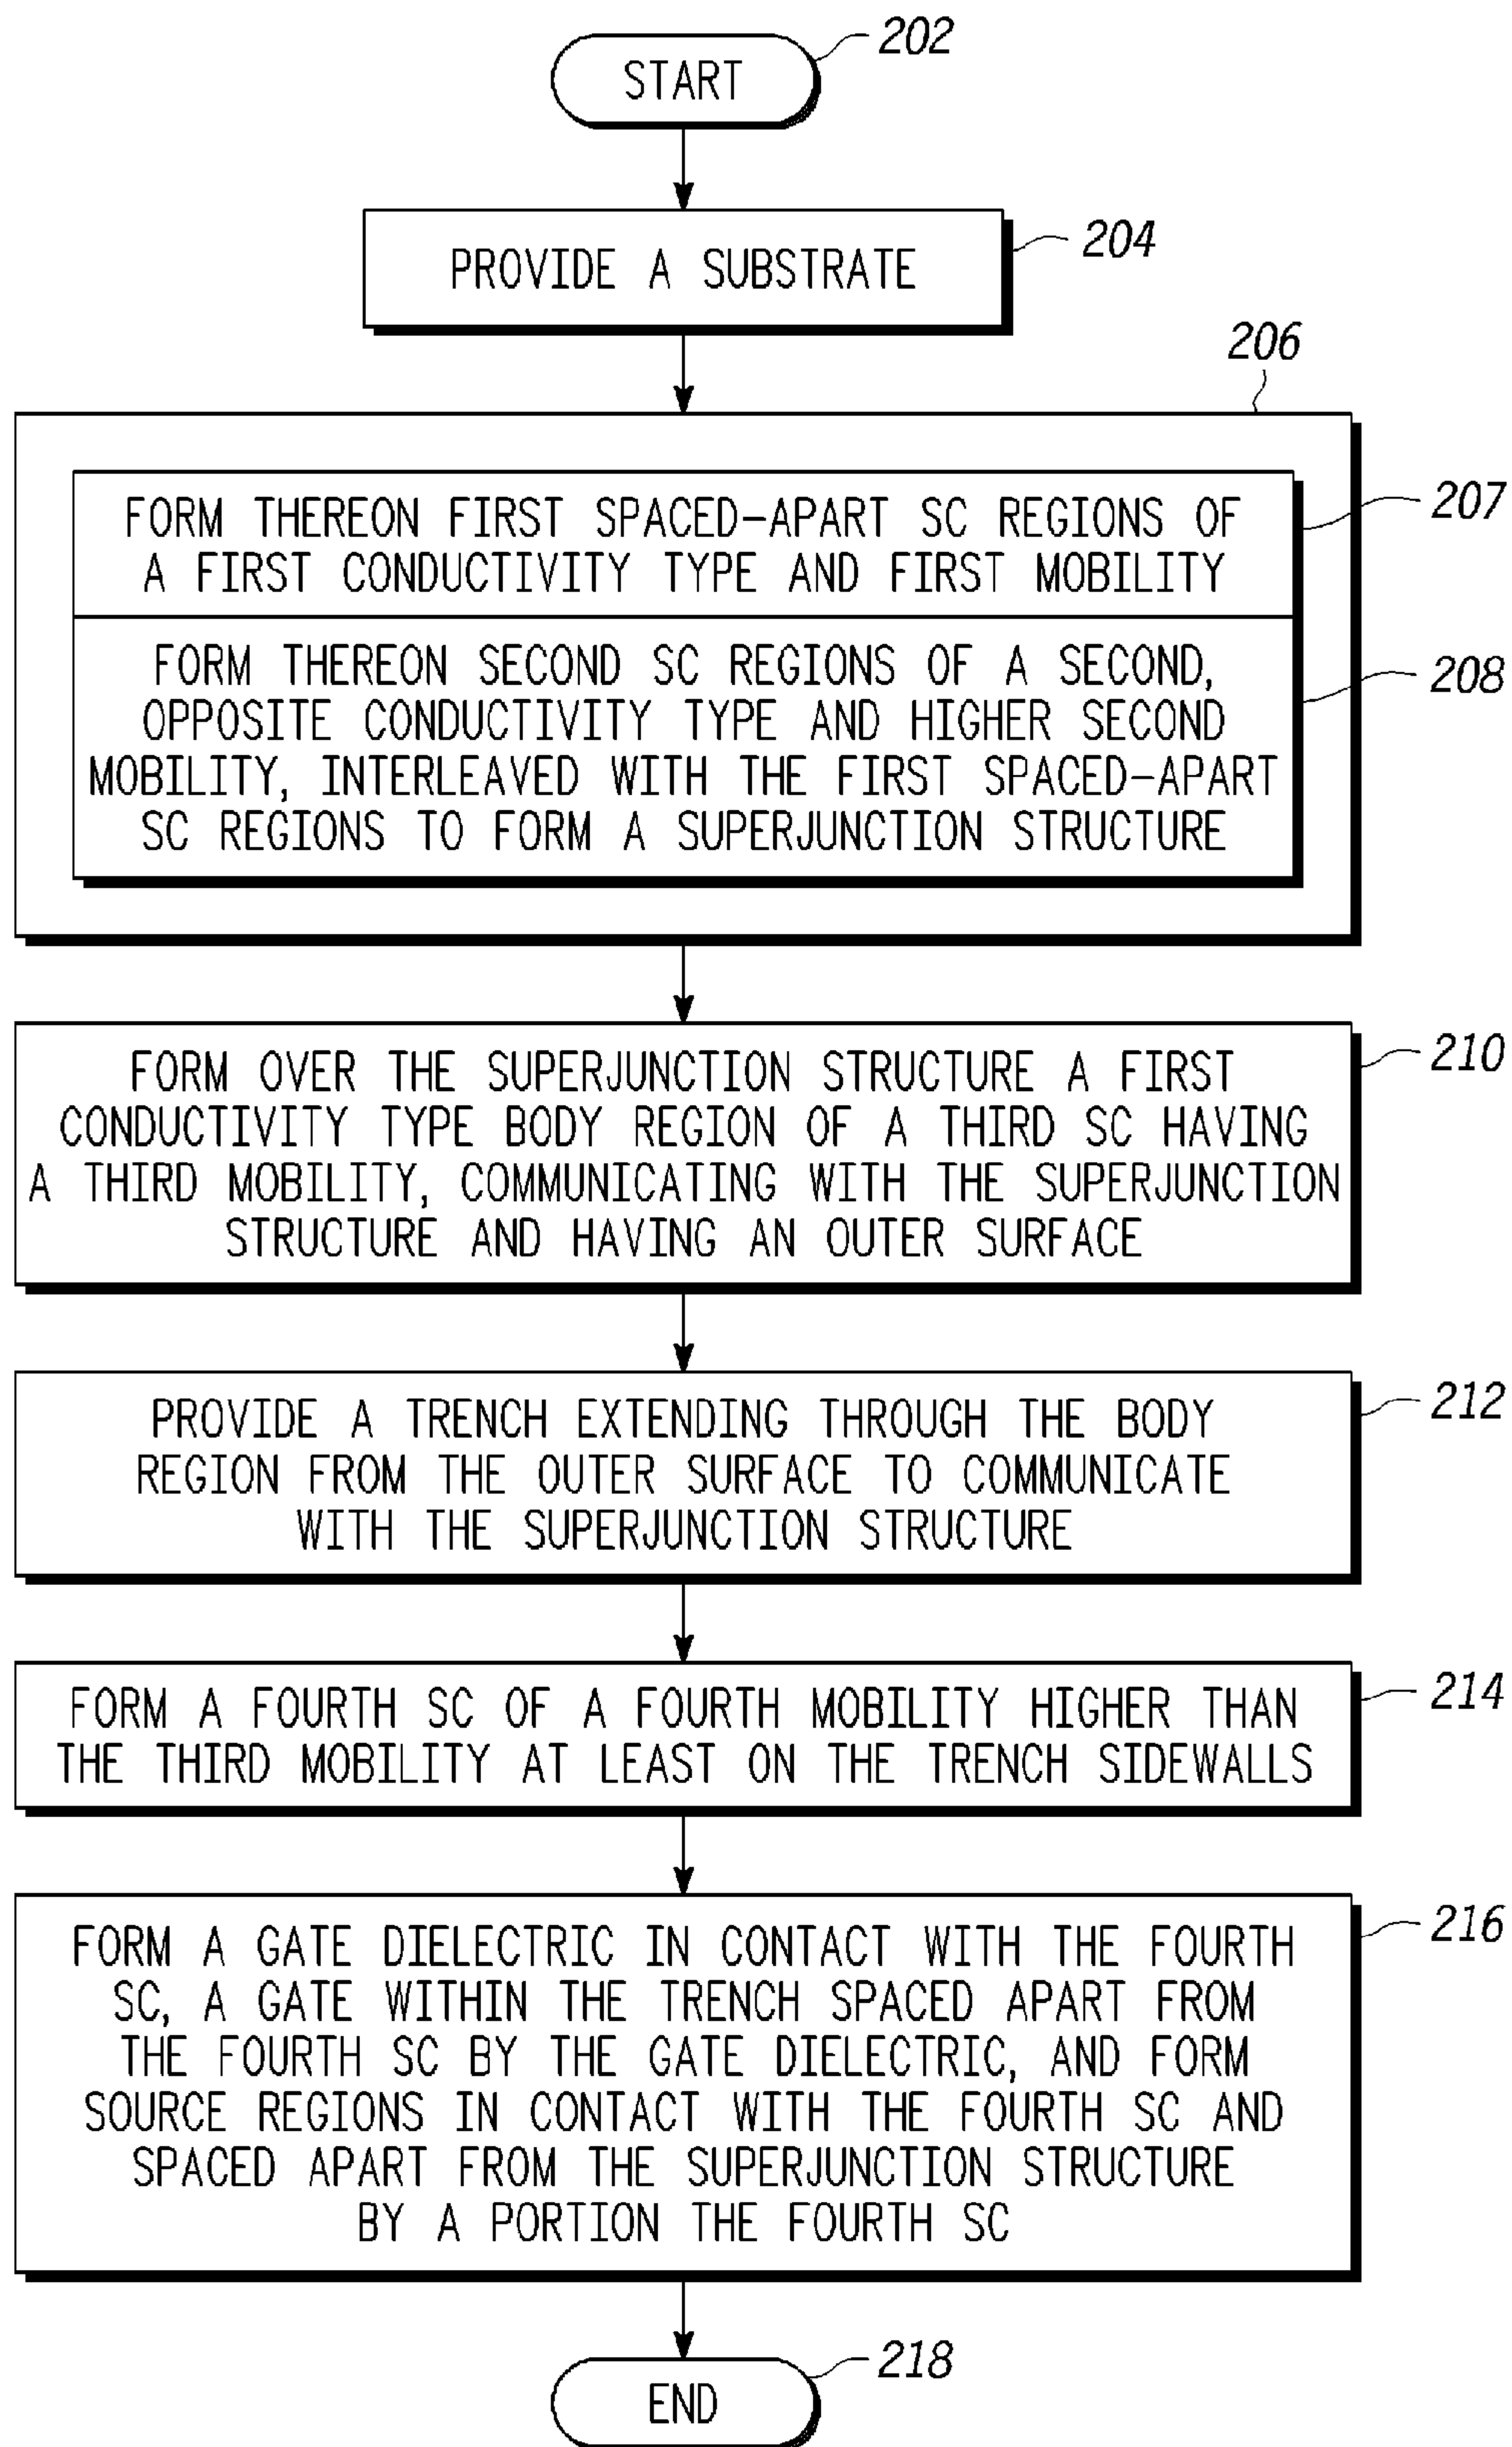 202
START
PROVIDE A SUBSTRATE
204
206
FORM THEREON FIRST SPACED-APART SC REGIONS OF
A FIRST CONDUCTIVITY TYPE AND FIRST MOBILITY
207
FORM THEREON SECOND SC REGIONS OF A SECOND,
OPPOSITE CONDUCTIVITY TYPE AND HIGHER SECOND
MOBILITY, INTERLEAVED WITH THE FIRST SPACED-APART
SC REGIONS TO FORM A SUPERJUNCTION STRUCTURE
208
FORM OVER THE SUPERJUNCTION STRUCTURE A FIRST
CONDUCTIVITY TYPE BODY REGION OF A THIRD SC HAVING
A THIRD MOBILITY, COMMUNICATING WITH THE SUPERJUNCTION
STRUCTURE AND HAVING AN OUTER SURFACE
210
PROVIDE A TRENCH EXTENDING THROUGH THE BODY
REGION FROM THE OUTER SURFACE TO COMMUNICATE
WITH THE SUPERJUNCTION STRUCTURE
212
FORM A FOURTH SC OF A FOURTH MOBILITY HIGHER THAN
THE THIRD MOBILITY AT LEAST ON THE TRENCH SIDEWALLS
214
FORM A GATE DIELECTRIC IN CONTACT WITH THE FOURTH
SC, A GATE WITHIN THE TRENCH SPACED APART FROM
THE FOURTH SC BY THE GATE DIELECTRIC, AND FORM
SOURCE REGIONS IN CONTACT WITH THE FOURTH SC AND
SPACED APART FROM THE SUPERJUNCTION STRUCTURE
BY A PORTION THE FOURTH SC
216
218
END